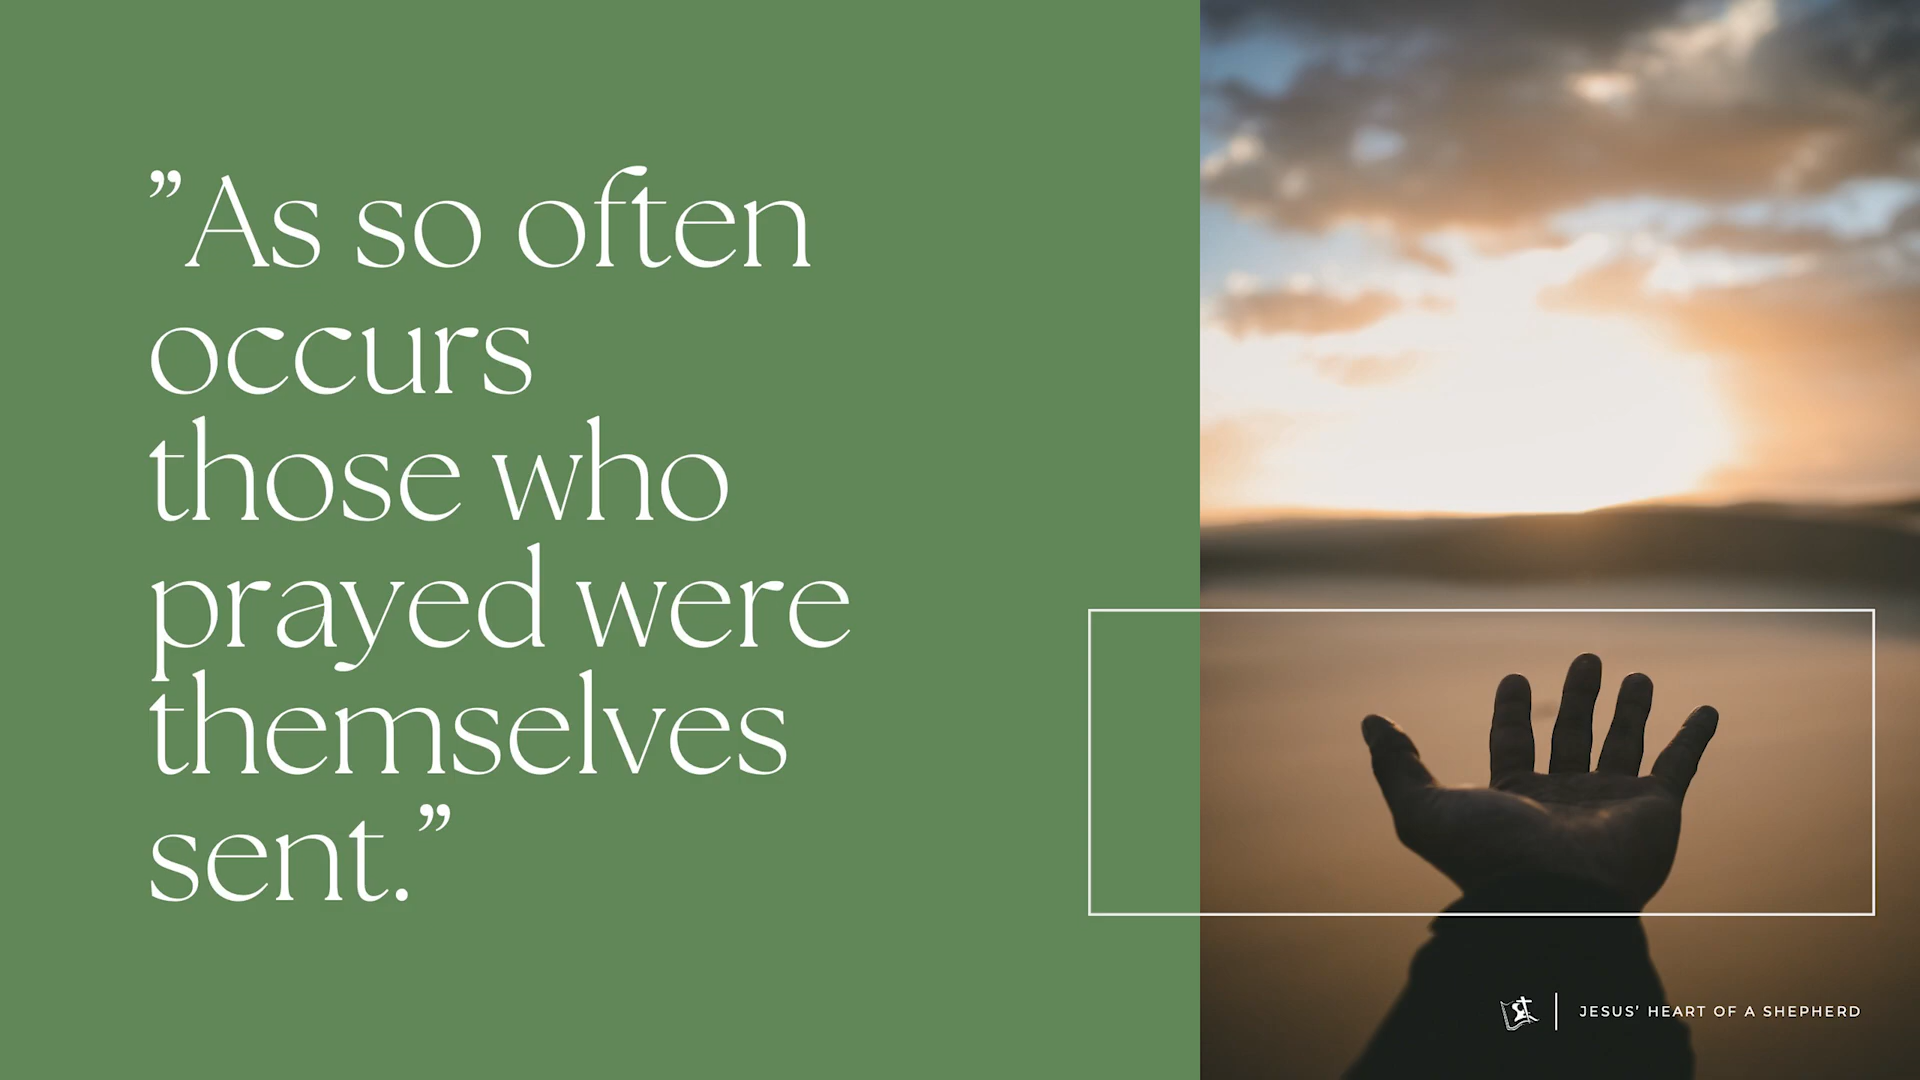 ”As so often
occurs
those who
prayed were
themselves
sent.”
JESUS’ HEART OF A SHEPHERD